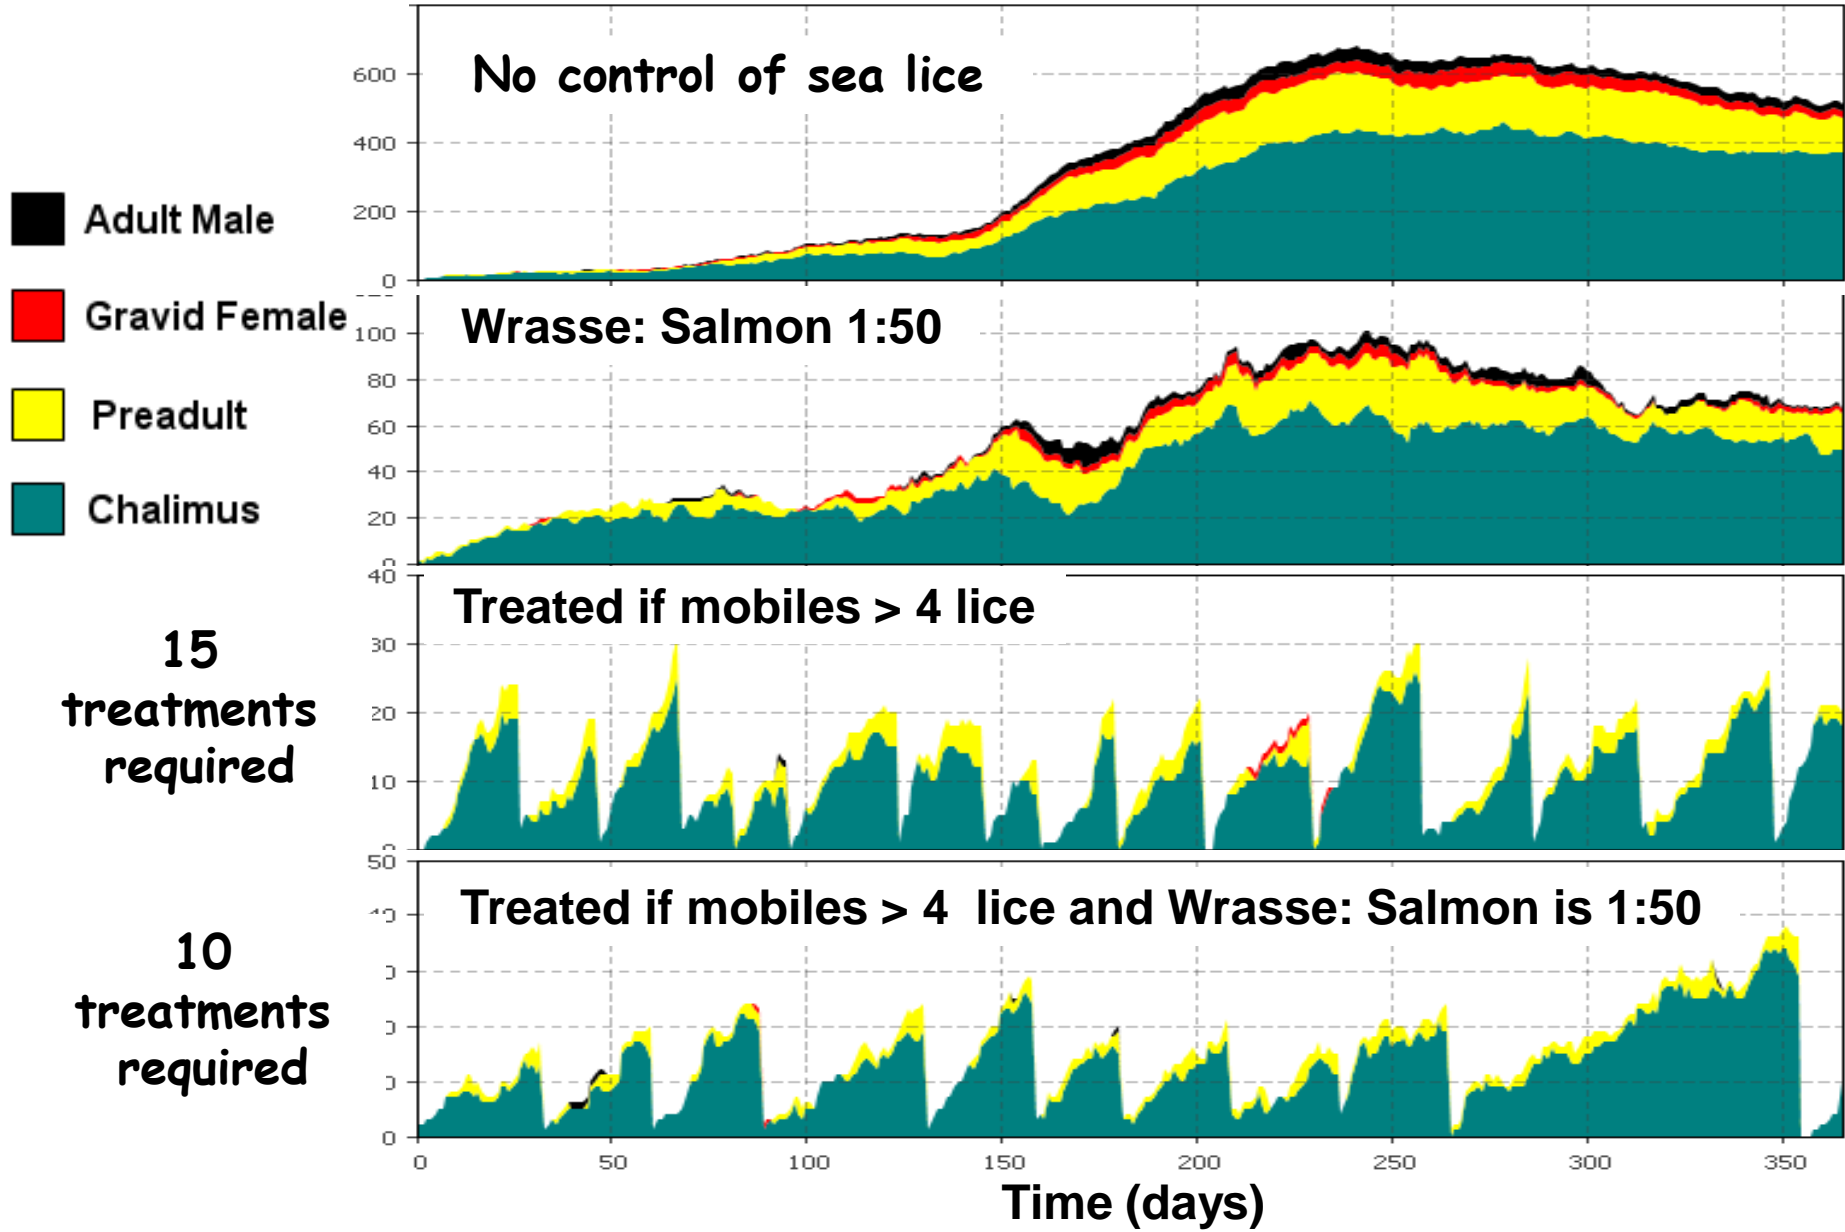 No control of sea lice
600
400
200
0
Adult Male
Gravid Female
Preadult
Chalimus
Wrasse: Salmon 1:50
100
80
60
40
20
Treated if mobiles > 4 lice
40
30
20
10
15
treatments
required
Treated if mobiles > 4 lice and Wrasse: Salmon is 1:50
50
0
10
treatments
required
0 50 100 150 200 250 300 350
Time (days)